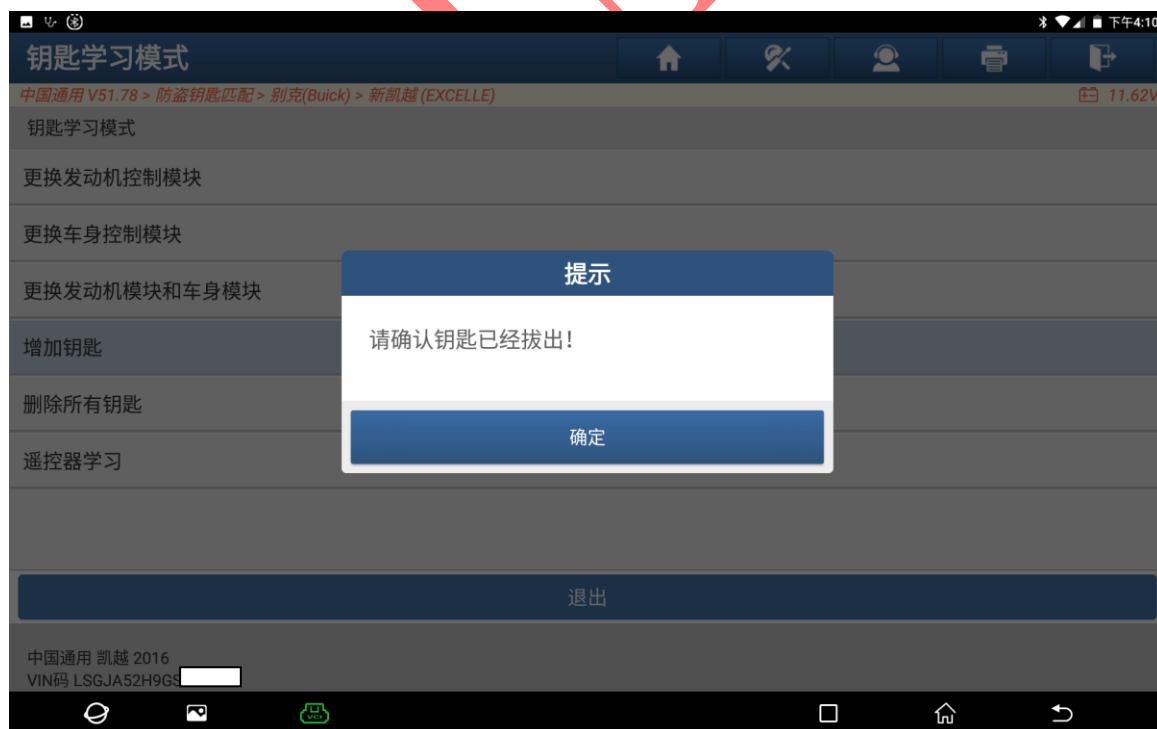 下午4:10
钥匙学习模式
中国通用 V51.78 > 防盗钥匙匹配 > 别克(Buick) > 新凯越 (EXCELLE)
11.62V
钥匙学习模式
更换发动机控制模块
更换车身控制模块
更换发动机模块和车身模块
增加钥匙
删除所有钥匙
遥控器学习
提示
请确认钥匙已经拔出!
确定
退出
中国通用 凯越 2016
VIN码 LSGJA52H9GS
VCI